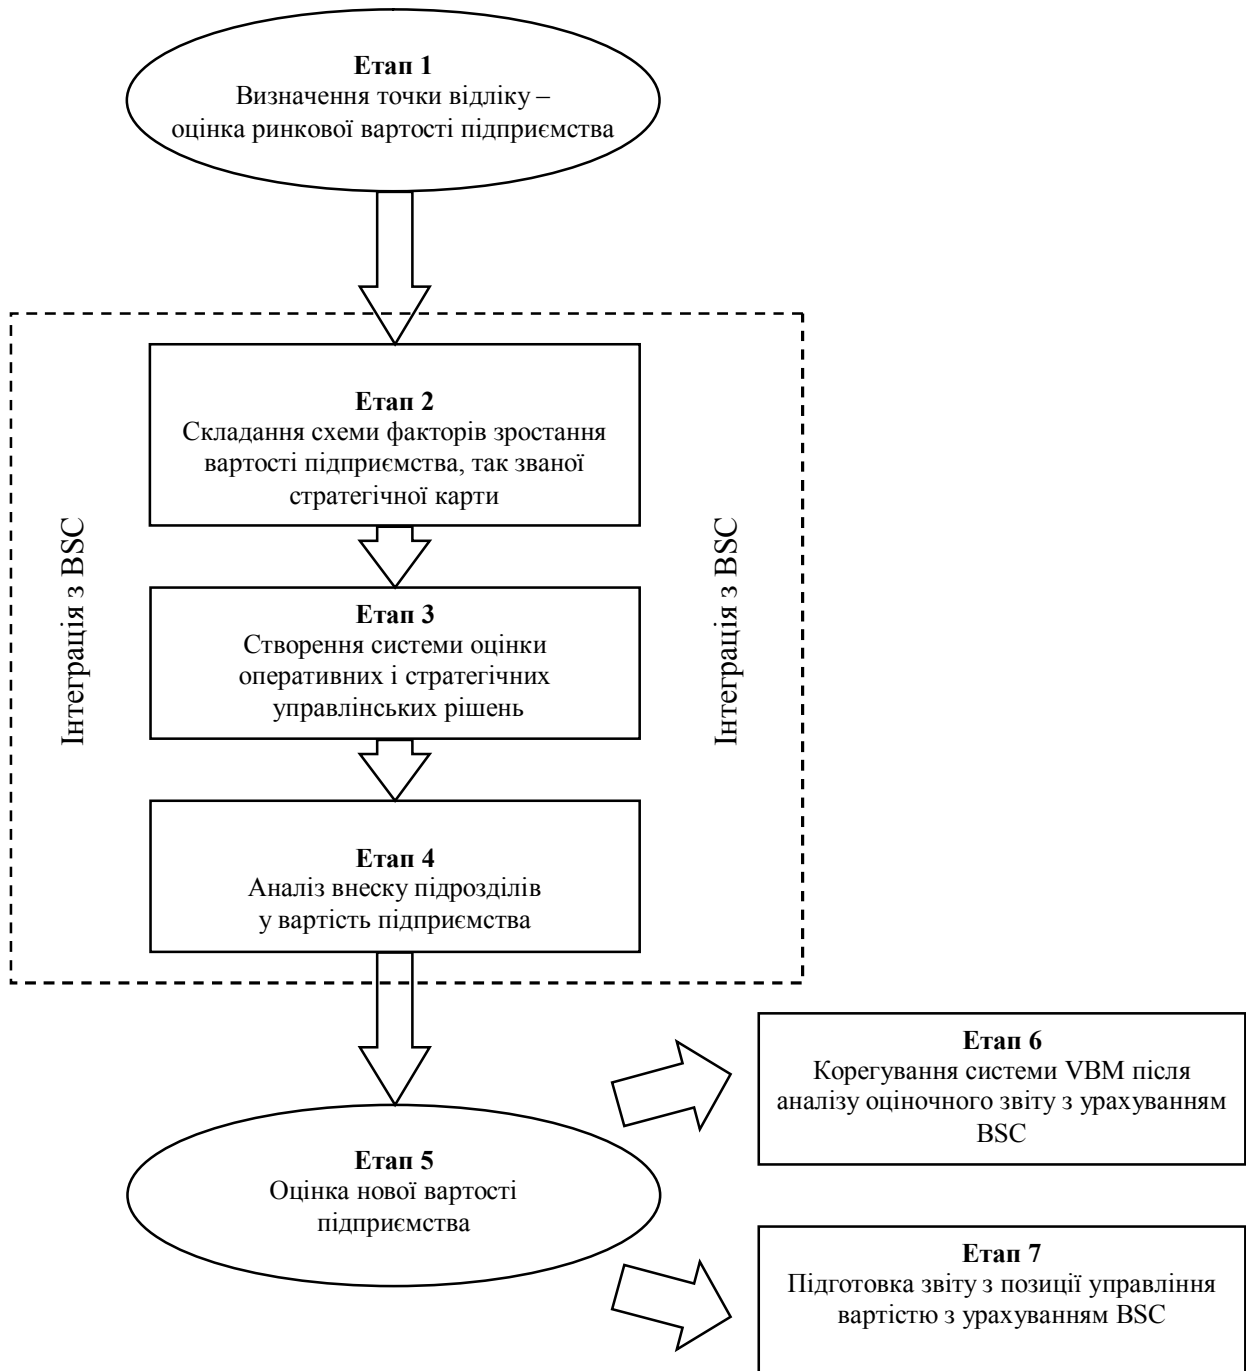 Етап 1
Визначення точки відліку –
оцінка ринкової вартості підприємства
Інтеграція з BSC
Етап 2
Складання схеми факторів зростання
вартості підприємства, так званої
стратегічної карти
Етап 3
Створення системи оцінки
оперативних і стратегічних
управлінських рішень
Етап 4
Аналіз внеску підрозділів
у вартість підприємства
Інтеграція з BSC
Етап 5
Оцінка нової вартості
підприємства
Етап 6
Корегування системи VBM після
аналізу оціночного звіту з урахуванням
BSC
Етап 7
Підготовка звіту з позиції управління
вартістю з урахуванням BSC